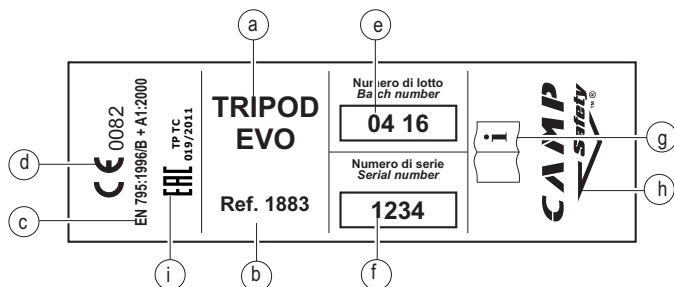 a
e
d
c
i
b
f
g
h
CE 0082
EN 795:1996/B + A1:2000
EAC TP TC
019/2011
TRIPOD
EVO
Ref. 1883
Numero di lotto
Batch number
04 16
Numero di serie
Serial number
1234
i
CAMP
Safety™®